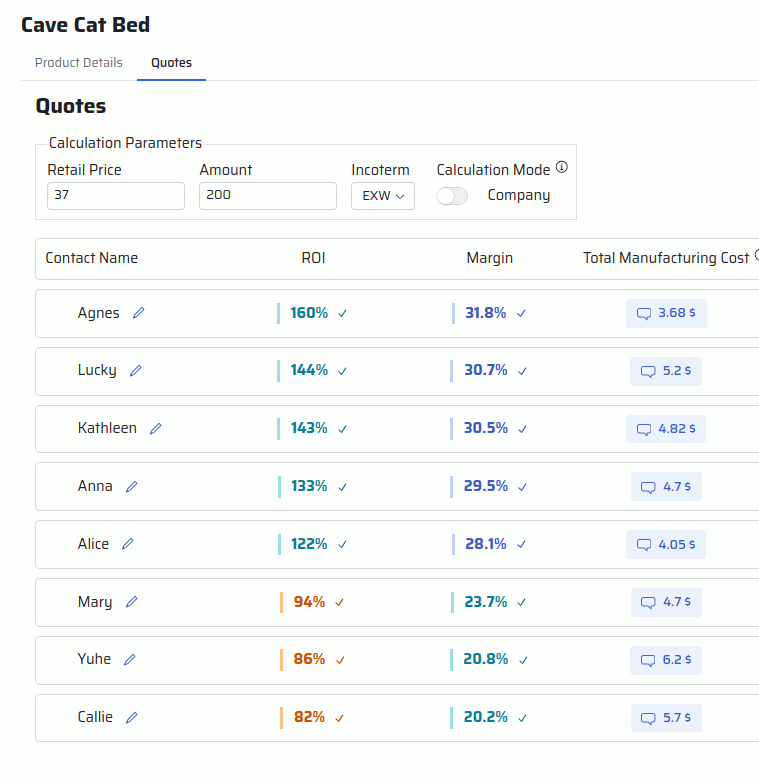 Cave Cat Bed
Product Details Quotes
Quotes
Calculation Parameters
Retail Price Amount Incoterm Calculation Mode
37 200 EXW Company
Contact Name ROI Margin Total Manufacturing Cost
Agnes 160% 31.8% 3.68 $
Lucky 144% 30.7% 5.2 $
Kathleen 143% 30.5% 4.82 $
Anna 133% 29.5% 4.7 $
Alice 122% 28.1% 4.05 $
Mary 94% 23.7% 4.7 $
Yuhe 86% 20.8% 6.2 $
Callie 82% 20.2% 5.7 $